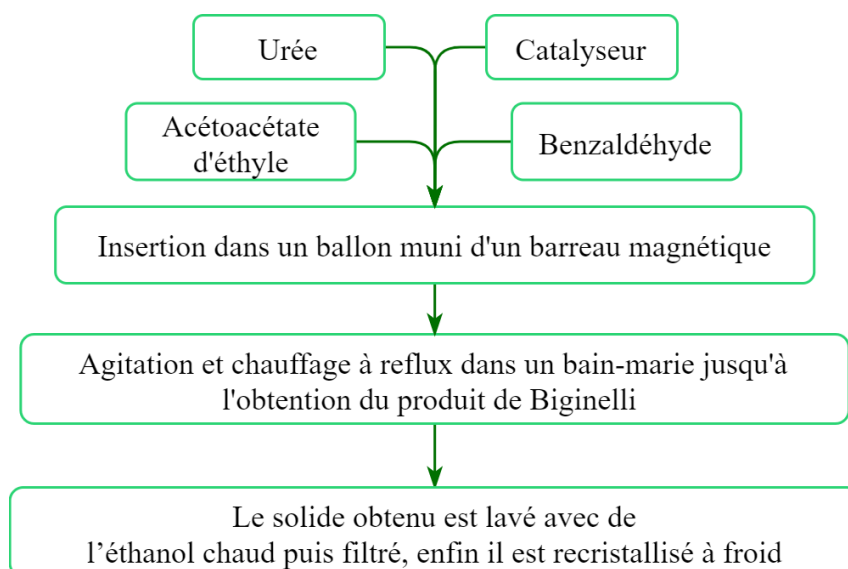 Urée
Catalyseur
Acétoacétate
d'éthyle
Benzaldéhyde
Insertion dans un ballon muni d'un barreau magnétique
Agitation et chauffage à reflux dans un bain-marie jusqu'à
l'obtention du produit de Biginelli
Le solide obtenu est lavé avec de
l’éthanol chaud puis filtré, enfin il est recristallisé à froid